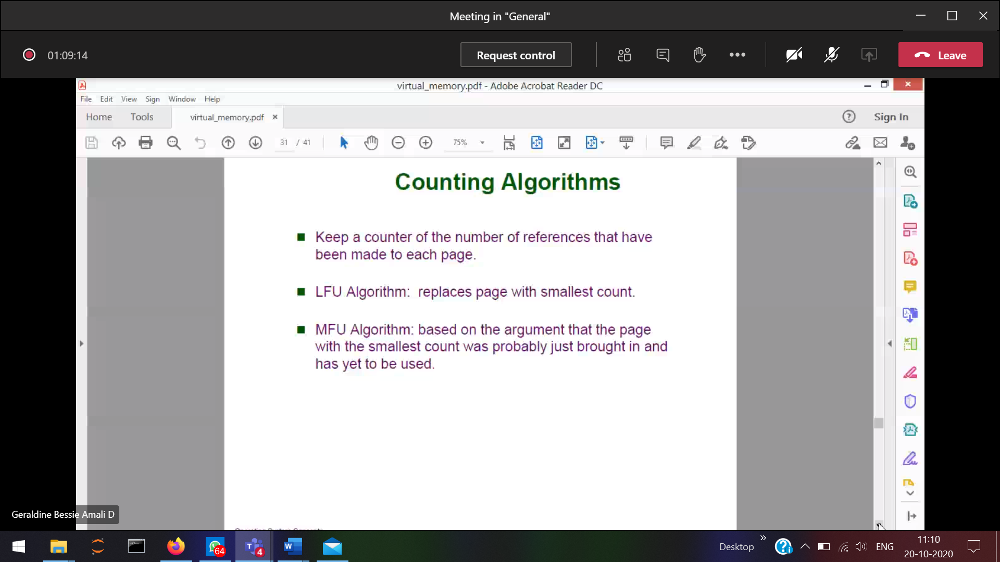 Meeting in "General"
01:09:14
Request control
Leave
virtual_memory.pdf - Adobe Acrobat Reader DC
File Edit View Sign Window Help
Home Tools virtual_memory.pdf × Sign In
31 / 41 75%
Counting Algorithms
Keep a counter of the number of references that have
been made to each page.
LFU Algorithm: replaces page with smallest count.
MFU Algorithm: based on the argument that the page
with the smallest count was probably just brought in and
has yet to be used.
Geraldine Bessie Amali D
64
T 4
W
Desktop
ENG
11:10
20-10-2020